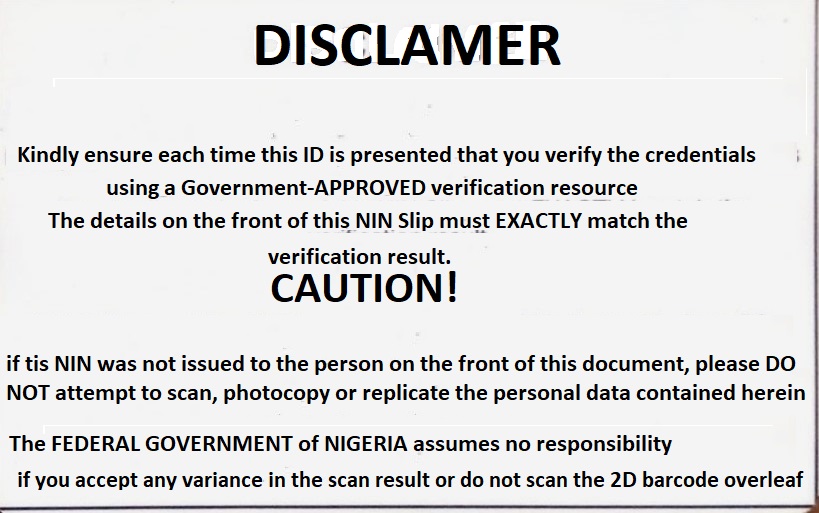 DISCLAMER
Kindly ensure each time this ID is presented that you verify the credentials
using a Government-APPROVED verification resource
The details on the front of this NIN Slip must EXACTLY match the
verification result.
CAUTION!
if tis NIN was not issued to the person on the front of this document, please DO
NOT attempt to scan, photocopy or replicate the personal data contained herein
The FEDERAL GOVERNMENT of NIGERIA assumes no responsibility
if you accept any variance in the scan result or do not scan the 2D barcode overleaf